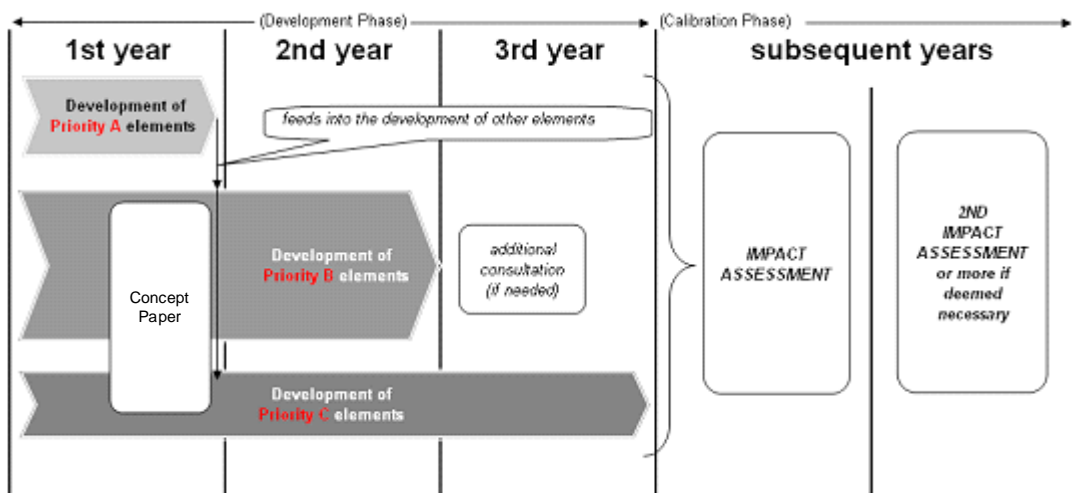 (Development Phase)
(Calibration Phase)
1st year
2nd year
3rd year
subsequent years
Development of
Priority A elements
feeds into the development of other elements
Concept
Paper
Development of
Priority B elements
additional
consultation
(if needed)
IMPACT
ASSESSMENT
2ND
IMPACT
ASSESSMENT
or more if
deemed
necessary
Development of
Priority C elements